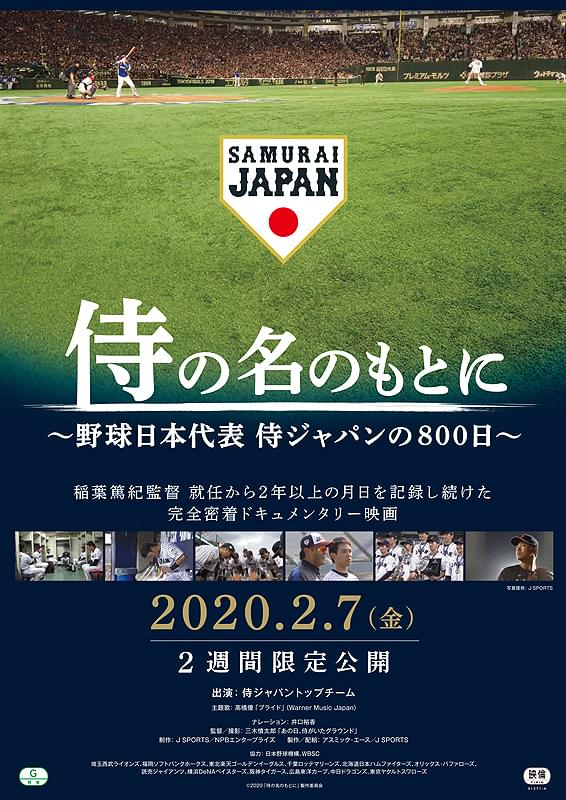 プレミアム・モルツ
SAMURAI
JAPAN
侍の名のもとに
～野球日本代表 侍ジャパンの800日～
稲葉篤紀監督 就任から2年以上の月日を記録し続けた
完全密着ドキュメンタリー映画
写真提供：J SPORTS
2020.2.7(金)
2週間限定公開
出演：侍ジャパントップチーム
主題歌：高橋優「プライド」(Warner Music Japan)
ナレーション：井口裕香
監督／撮影：三木慎太郎「あの日、侍がいたグラウンド」
制作：J SPORTS／NPBエンタープライズ　製作／配給：アスミック・エース／J SPORTS
協力：日本野球機構、WBSC
埼玉西武ライオンズ、福岡ソフトバンクホークス、東北楽天ゴールデンイーグルス、千葉ロッテマリーンズ、北海道日本ハムファイターズ、オリックス・バファローズ、
読売ジャイアンツ、横浜DeNAベイスターズ、阪神タイガース、広島東洋カープ、中日ドラゴンズ、東京ヤクルトスワローズ
©2020「侍の名のもとに」製作委員会
G
映倫